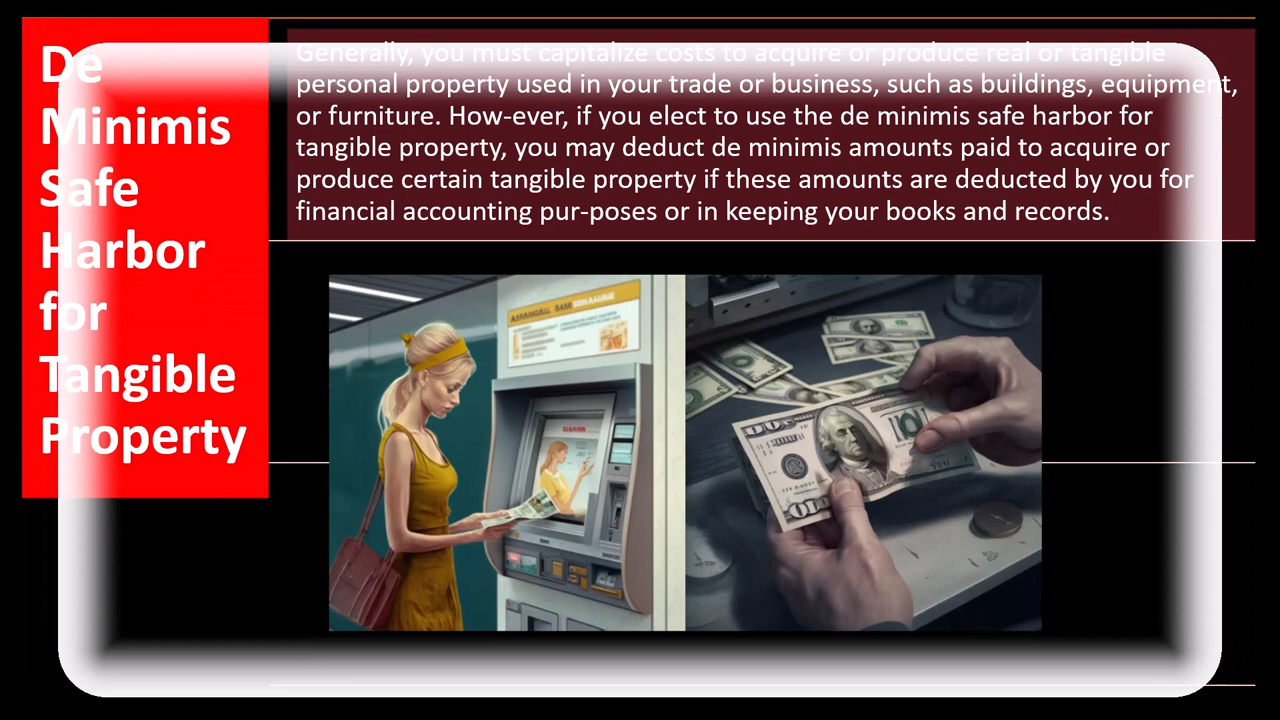 De
Minimis
Safe
Harbor
for
Tangible
Property
Generally, you must capitalize costs to acquire or produce real or tangible
personal property used in your trade or business, such as buildings, equipment,
or furniture. How-ever, if you elect to use the de minimis safe harbor for
tangible property, you may deduct de minimis amounts paid to acquire or
produce certain tangible property if these amounts are deducted by you for
financial accounting pur-poses or in keeping your books and records.